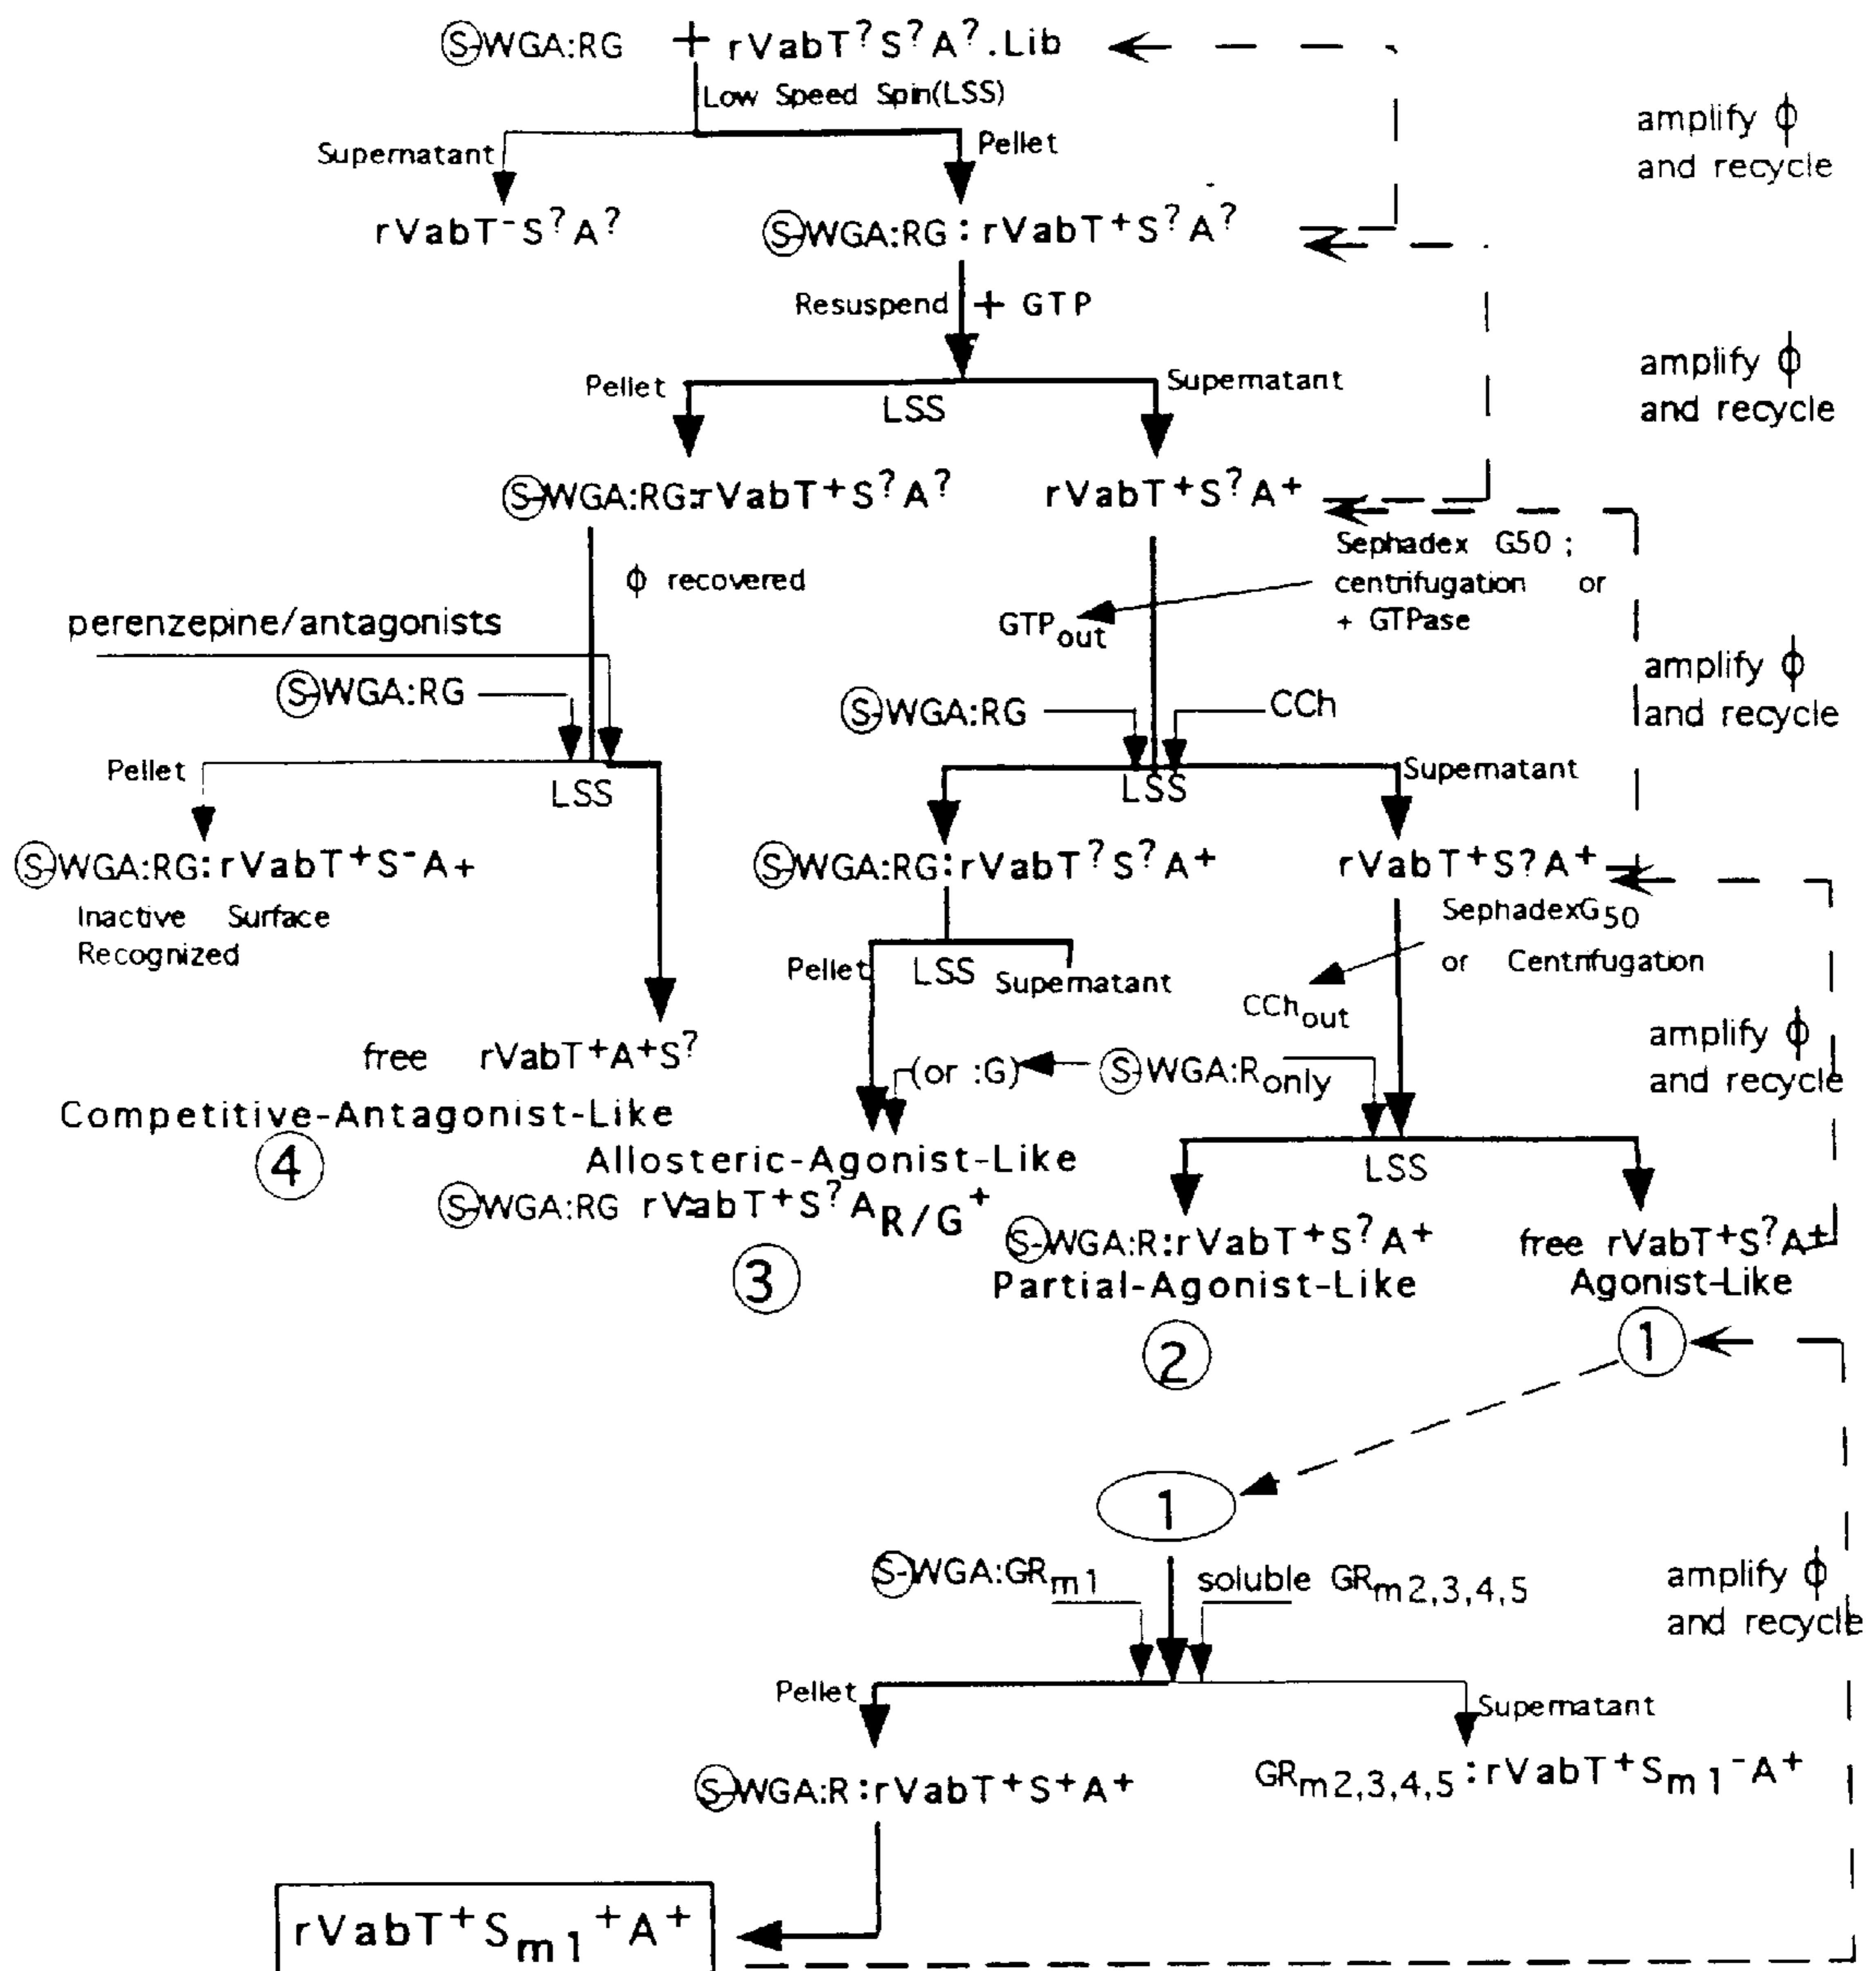 Ⓢ-WGA:RG + rVabT?S?A?.Lib
Low Speed Spin(LSS)
amplify ϕ
and recycle
Supernatant
Pellet
rVabT⁻S?A?
Ⓢ-WGA:RG : rVabT⁺S?A?
Resuspend + GTP
amplify ϕ
and recycle
Pellet
LSS
Supernatant
Ⓢ-WGA:RG:rVabT⁺S?A?
rVabT⁺S?A⁺
Sephadex G50 ;
centrifugation or
+ GTPase
ϕ recovered
GTPout
perenzepine/antagonists
amplify ϕ
and recycle
Ⓢ-WGA:RG
Ⓢ-WGA:RG
CCh
Pellet
LSS
LSS
Supernatant
Ⓢ-WGA:RG:rVabT⁺S⁻A+
Inactive Surface
Recognized
Ⓢ-WGA:RG:rVabT?S?A⁺
rVabT⁺S?A⁺
SephadexG50
or Centrifugation
Pellet
LSS
Supernatant
CChout
free rVabT⁺A⁺S?
Competitive-Antagonist-Like
④
(or :G)
Ⓢ-WGA:Ronly
amplify ϕ
and recycle
Allosteric-Agonist-Like
Ⓢ-WGA:RG rVabT⁺S?AR/G⁺
③
LSS
Ⓢ-WGA:R:rVabT⁺S?A⁺
Partial-Agonist-Like
②
free rVabT⁺S?A⁺
Agonist-Like
①
①
Ⓢ-WGA:GRm1
soluble GRm2,3,4,5
amplify ϕ
and recycle
Pellet
Supernatant
Ⓢ-WGA:R:rVabT⁺S⁺A⁺
GRm2,3,4,5:rVabT⁺Sm1⁻A⁺
rVabT⁺Sm1⁺A⁺